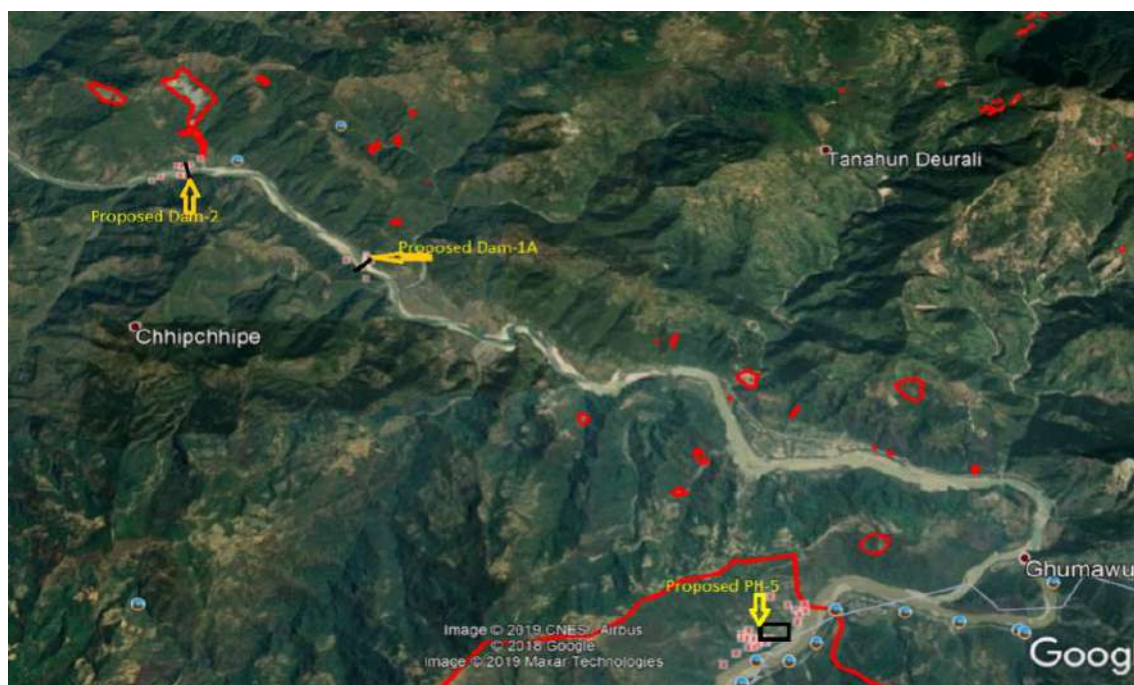 Tanahun Deurali
Proposed Dam-2
Proposed Dam-1A
Chhipchhipe
Ghumawu
Proposed PH-5
Image © 2019 CNES / Airbus
© 2018 Google
Image © 2019 Maxar Technologies
Goog